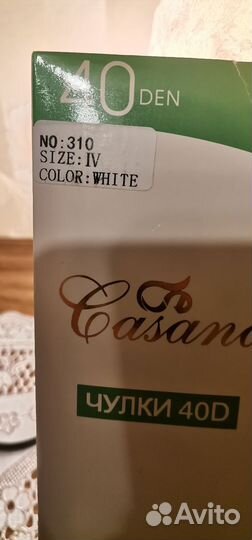 40 DEN
NO:310
SIZE:IV
COLOR:WHITE
ЧУЛКИ 40D
Avito